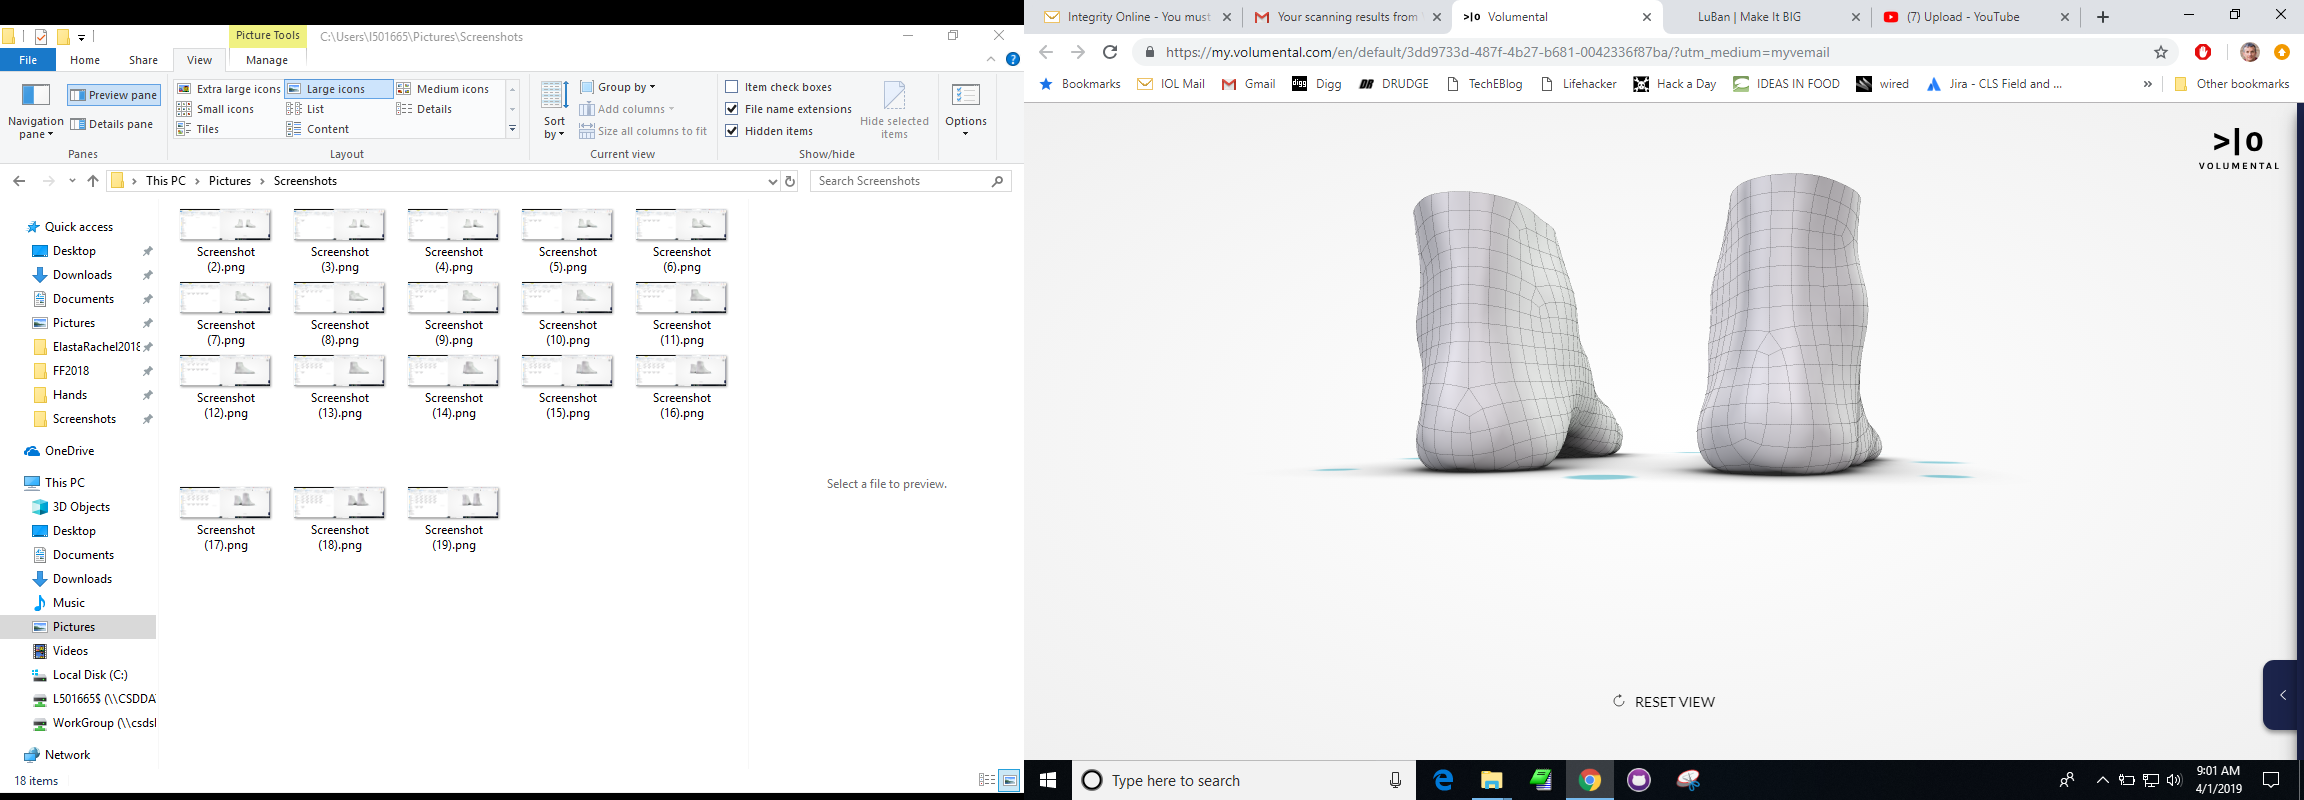 Picture Tools
C:\Users\I501665\Pictures\Screenshots
File
Home
Share
View
Manage
Navigation pane
Preview pane
Details pane
Panes
Extra large icons
Large icons
Medium icons
Small icons
List
Details
Tiles
Content
Layout
Sort by
Group by
Add columns
Size all columns to fit
Current view
Item check boxes
File name extensions
Hidden items
Hide selected items
Show/hide
Options
This PC
Pictures
Screenshots
Search Screenshots
Quick access
Desktop
Downloads
Documents
Pictures
ElastaRachel2018
FF2018
Hands
Screenshots
OneDrive
This PC
3D Objects
Desktop
Documents
Downloads
Music
Pictures
Videos
Local Disk (C:)
L501665$ (\\CSDDA
WorkGroup (\\csdsl
Network
18 items
Screenshot (2).png
Screenshot (3).png
Screenshot (4).png
Screenshot (5).png
Screenshot (6).png
Screenshot (7).png
Screenshot (8).png
Screenshot (9).png
Screenshot (10).png
Screenshot (11).png
Screenshot (12).png
Screenshot (13).png
Screenshot (14).png
Screenshot (15).png
Screenshot (16).png
Screenshot (17).png
Screenshot (18).png
Screenshot (19).png
Select a file to preview.
Integrity Online - You must
Your scanning results from
>|o Volumental
LuBan | Make It BIG
(7) Upload - YouTube
https://my.volumental.com/en/default/3dd9733d-487f-4b27-b681-0042336f87ba/?utm_medium=myvemail
Bookmarks
IOL Mail
Gmail
digg Digg
DR DRUDGE
TechEBlog
Lifehacker
Hack a Day
IDEAS IN FOOD
wired
Jira - CLS Field and ...
»
Other bookmarks
>|o
VOLUMENTAL
RESET VIEW
Type here to search
9:01 AM
4/1/2019